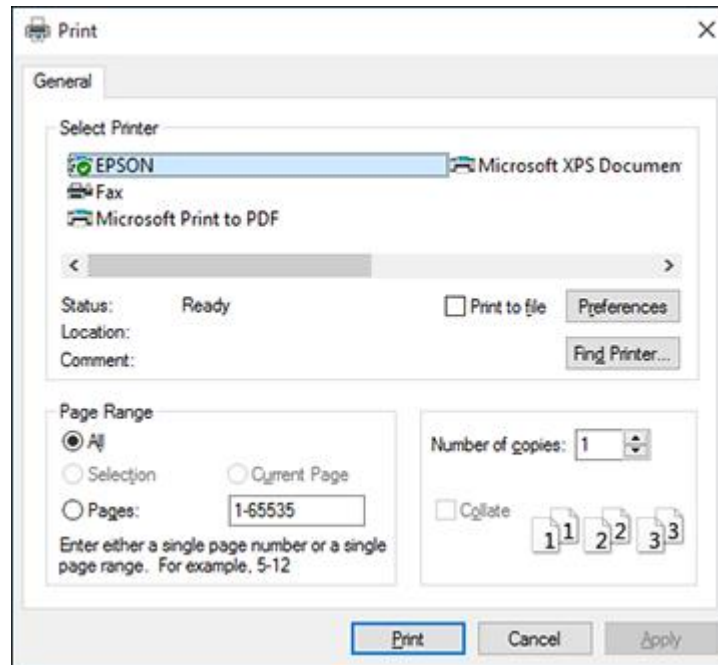 Print
General
Select Printer
EPSON
Microsoft XPS Documen
Fax
Microsoft Print to PDF
Status: Ready
Print to file
Preferences
Location:
Comment:
Find Printer...
Page Range
All
Selection
Current Page
Pages: 1-65535
Enter either a single page number or a single
page range. For example, 5-12
Number of copies: 1
Collate
1 1 2 2 3 3
Print
Cancel
Apply